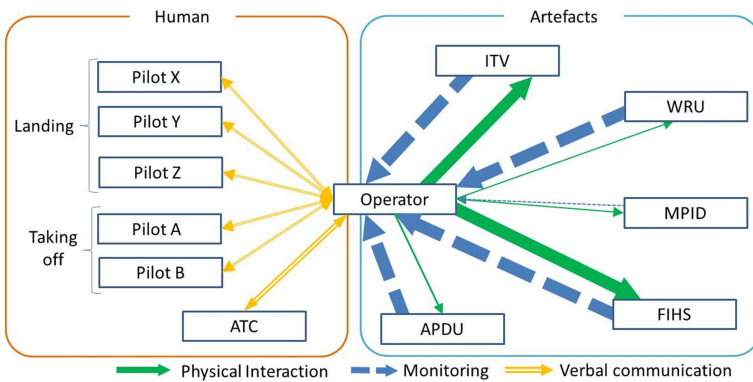 Human
Artefacts
Pilot X
Pilot Y
Pilot Z
Landing
Pilot A
Pilot B
Taking
off
ATC
Operator
ITV
WRU
MPID
FIHS
APDU
Physical Interaction
Monitoring
Verbal communication